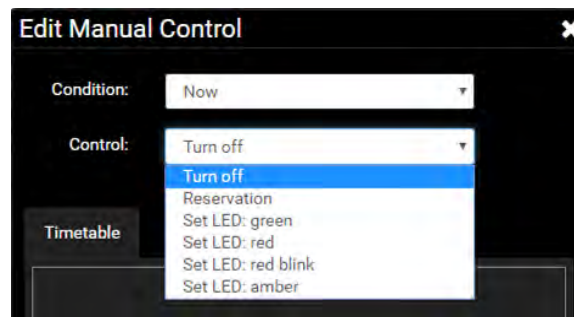 Edit Manual Control ✖
Condition: Now
Control: Turn off
Turn off
Reservation
Set LED: green
Set LED: red
Set LED: red blink
Set LED: amber
Timetable